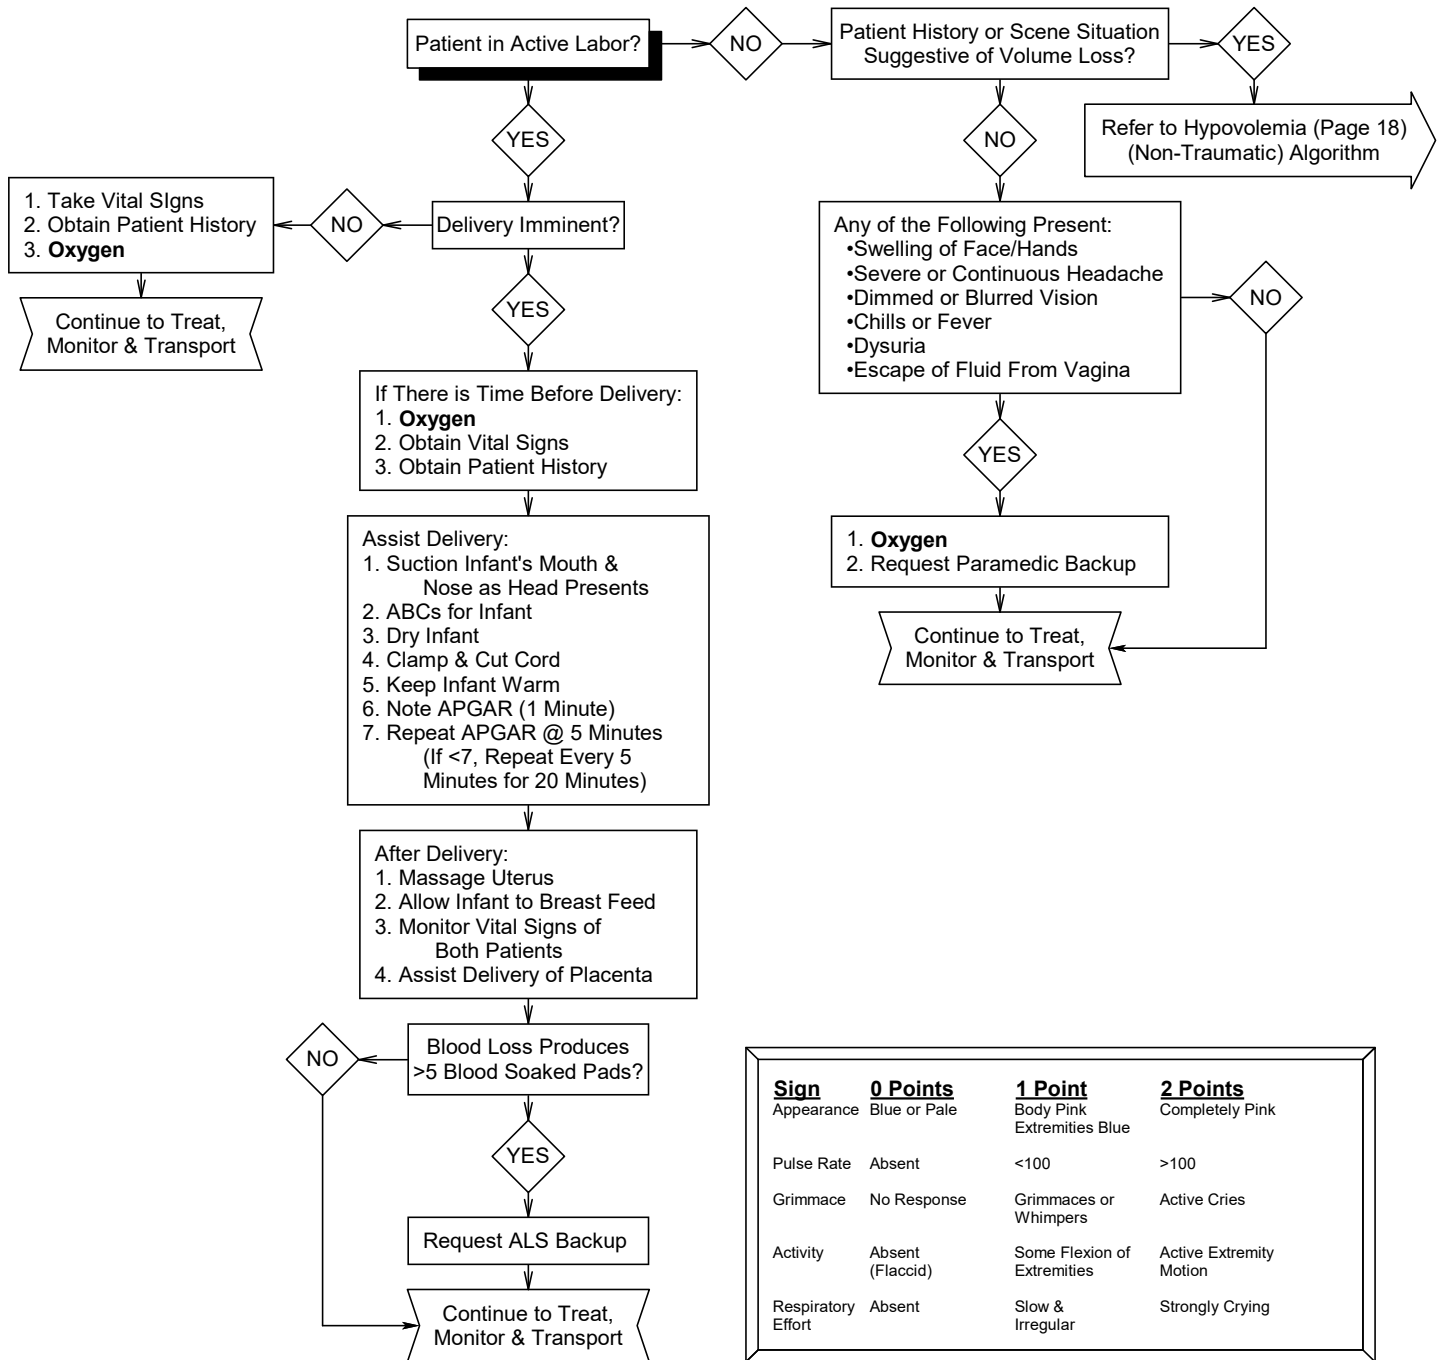 Patient in Active Labor?
NO
Patient History or Scene Situation
Suggestive of Volume Loss?
YES
Refer to Hypovolemia (Page 18)
(Non-Traumatic) Algorithm
YES
NO
Delivery Imminent?
NO
1. Take Vital SIgns
2. Obtain Patient History
3. Oxygen
Continue to Treat,
Monitor & Transport
YES
Any of the Following Present:
•Swelling of Face/Hands
•Severe or Continuous Headache
•Dimmed or Blurred Vision
•Chills or Fever
•Dysuria
•Escape of Fluid From Vagina
NO
YES
1. Oxygen
2. Request Paramedic Backup
Continue to Treat,
Monitor & Transport
If There is Time Before Delivery:
1. Oxygen
2. Obtain Vital Signs
3. Obtain Patient History
Assist Delivery:
1. Suction Infant's Mouth &
Nose as Head Presents
2. ABCs for Infant
3. Dry Infant
4. Clamp & Cut Cord
5. Keep Infant Warm
6. Note APGAR (1 Minute)
7. Repeat APGAR @ 5 Minutes
(If <7, Repeat Every 5
Minutes for 20 Minutes)
After Delivery:
1. Massage Uterus
2. Allow Infant to Breast Feed
3. Monitor Vital Signs of
Both Patients
4. Assist Delivery of Placenta
Blood Loss Produces
>5 Blood Soaked Pads?
NO
YES
Request ALS Backup
Continue to Treat,
Monitor & Transport
Sign 0 Points 1 Point 2 Points
Appearance Blue or Pale Body Pink Completely Pink
Extremities Blue
Pulse Rate Absent <100 >100
Grimmace No Response Grimmaces or Active Cries
Whimpers
Activity Absent Some Flexion of Active Extremity
(Flaccid) Extremities Motion
Respiratory Absent Slow & Strongly Crying
Effort Irregular